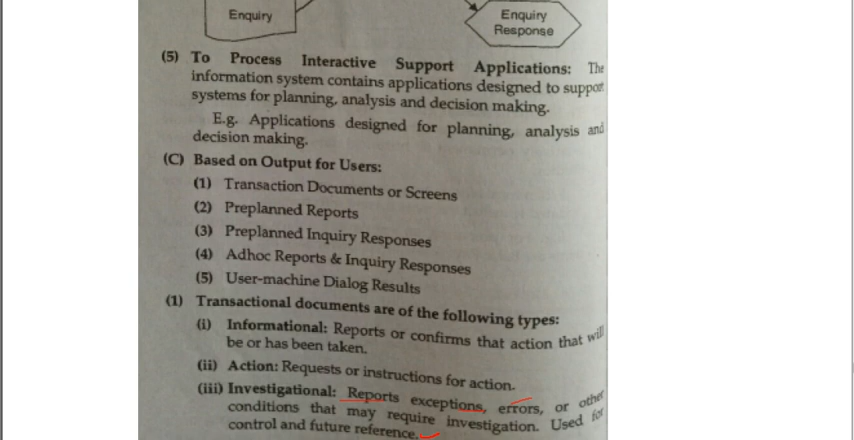 Enquiry
Enquiry
Response
(5) To Process Interactive Support Applications: The
information system contains applications designed to support
systems for planning, analysis and decision making.
E.g. Applications designed for planning, analysis and
decision making.
(C) Based on Output for Users:
(1) Transaction Documents or Screens
(2) Preplanned Reports
(3) Preplanned Inquiry Responses
(4) Adhoc Reports & Inquiry Responses
(5) User-machine Dialog Results
(1) Transactional documents are of the following types:
(i) Informational: Reports or confirms that action that will
be or has been taken.
(ii) Action: Requests or instructions for action.
(iii) Investigational: Reports exceptions, errors, or other
conditions that may require investigation. Used for
control and future reference.